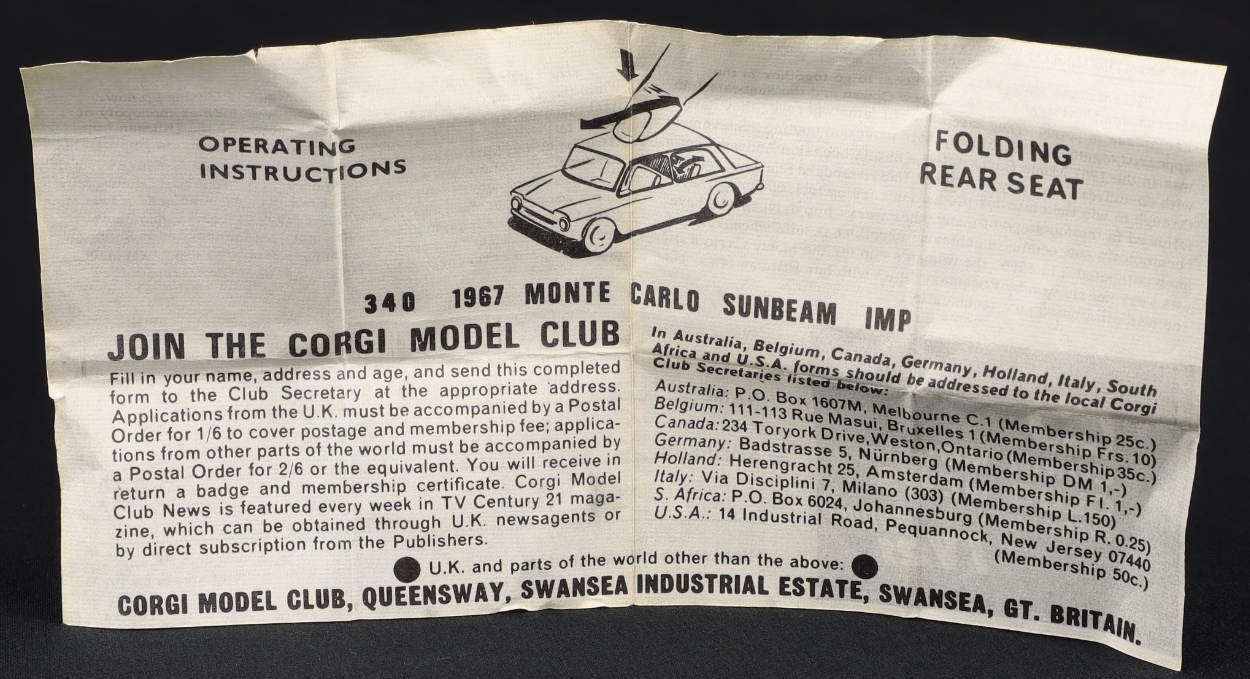 OPERATING
INSTRUCTIONS
FOLDING
REAR SEAT
340 1967 MONTE CARLO SUNBEAM IMP
JOIN THE CORGI MODEL CLUB
Fill in your name, address and age, and send this completed
form to the Club Secretary at the appropriate address.
Applications from the U.K. must be accompanied by a Postal
Order for 1/6 to cover postage and membership fee; applica-
tions from other parts of the world must be accompanied by
a Postal Order for 2/6 or the equivalent. You will receive in
return a badge and membership certificate. Corgi Model
Club News is featured every week in TV Century 21 maga-
zine, which can be obtained through U.K. newsagents or
by direct subscription from the Publishers.
In Australia, Belgium, Canada, Germany, Holland, Italy, South
Africa and U.S.A. forms should be addressed to the local Corgi
Club Secretaries listed below:
Australia: P.O. Box 1607M, Melbourne C.1 (Membership 25c.)
Belgium: 111-113 Rue Masui, Bruxelles 1 (Membership Frs. 10)
Canada: 234 Toryork Drive, Weston, Ontario (Membership 35c.)
Germany: Badstrasse 5, Nürnberg (Membership DM 1,-)
Holland: Herengracht 25, Amsterdam (Membership Fl. 1,-)
Italy: Via Disciplini 7, Milano (303) (Membership L.150)
S. Africa: P.O. Box 6024, Johannesburg (Membership R. 0.25)
U.S.A.: 14 Industrial Road, Pequannock, New Jersey 07440
(Membership 50c.)
U.K. and parts of the world other than the above:
CORGI MODEL CLUB, QUEENSWAY, SWANSEA INDUSTRIAL ESTATE, SWANSEA, GT. BRITAIN.